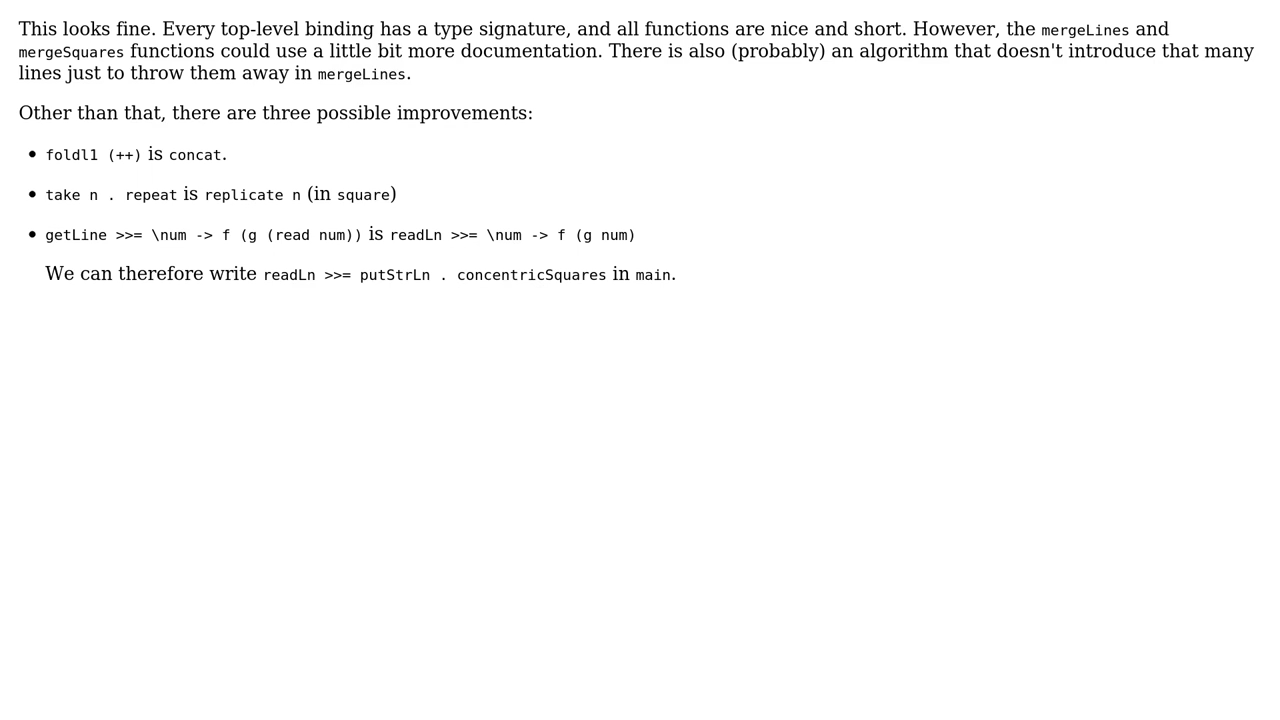 This looks fine. Every top-level binding has a type signature, and all functions are nice and short. However, the mergeLines and
mergeSquares functions could use a little bit more documentation. There is also (probably) an algorithm that doesn't introduce that many
lines just to throw them away in mergeLines.
Other than that, there are three possible improvements:
• foldl1 (++) is concat.
• take n . repeat is replicate n (in square)
• getLine >>= \num -> f (g (read num)) is readLn >>= \num -> f (g num)
We can therefore write readLn >>= putStrLn . concentricSquares in main.